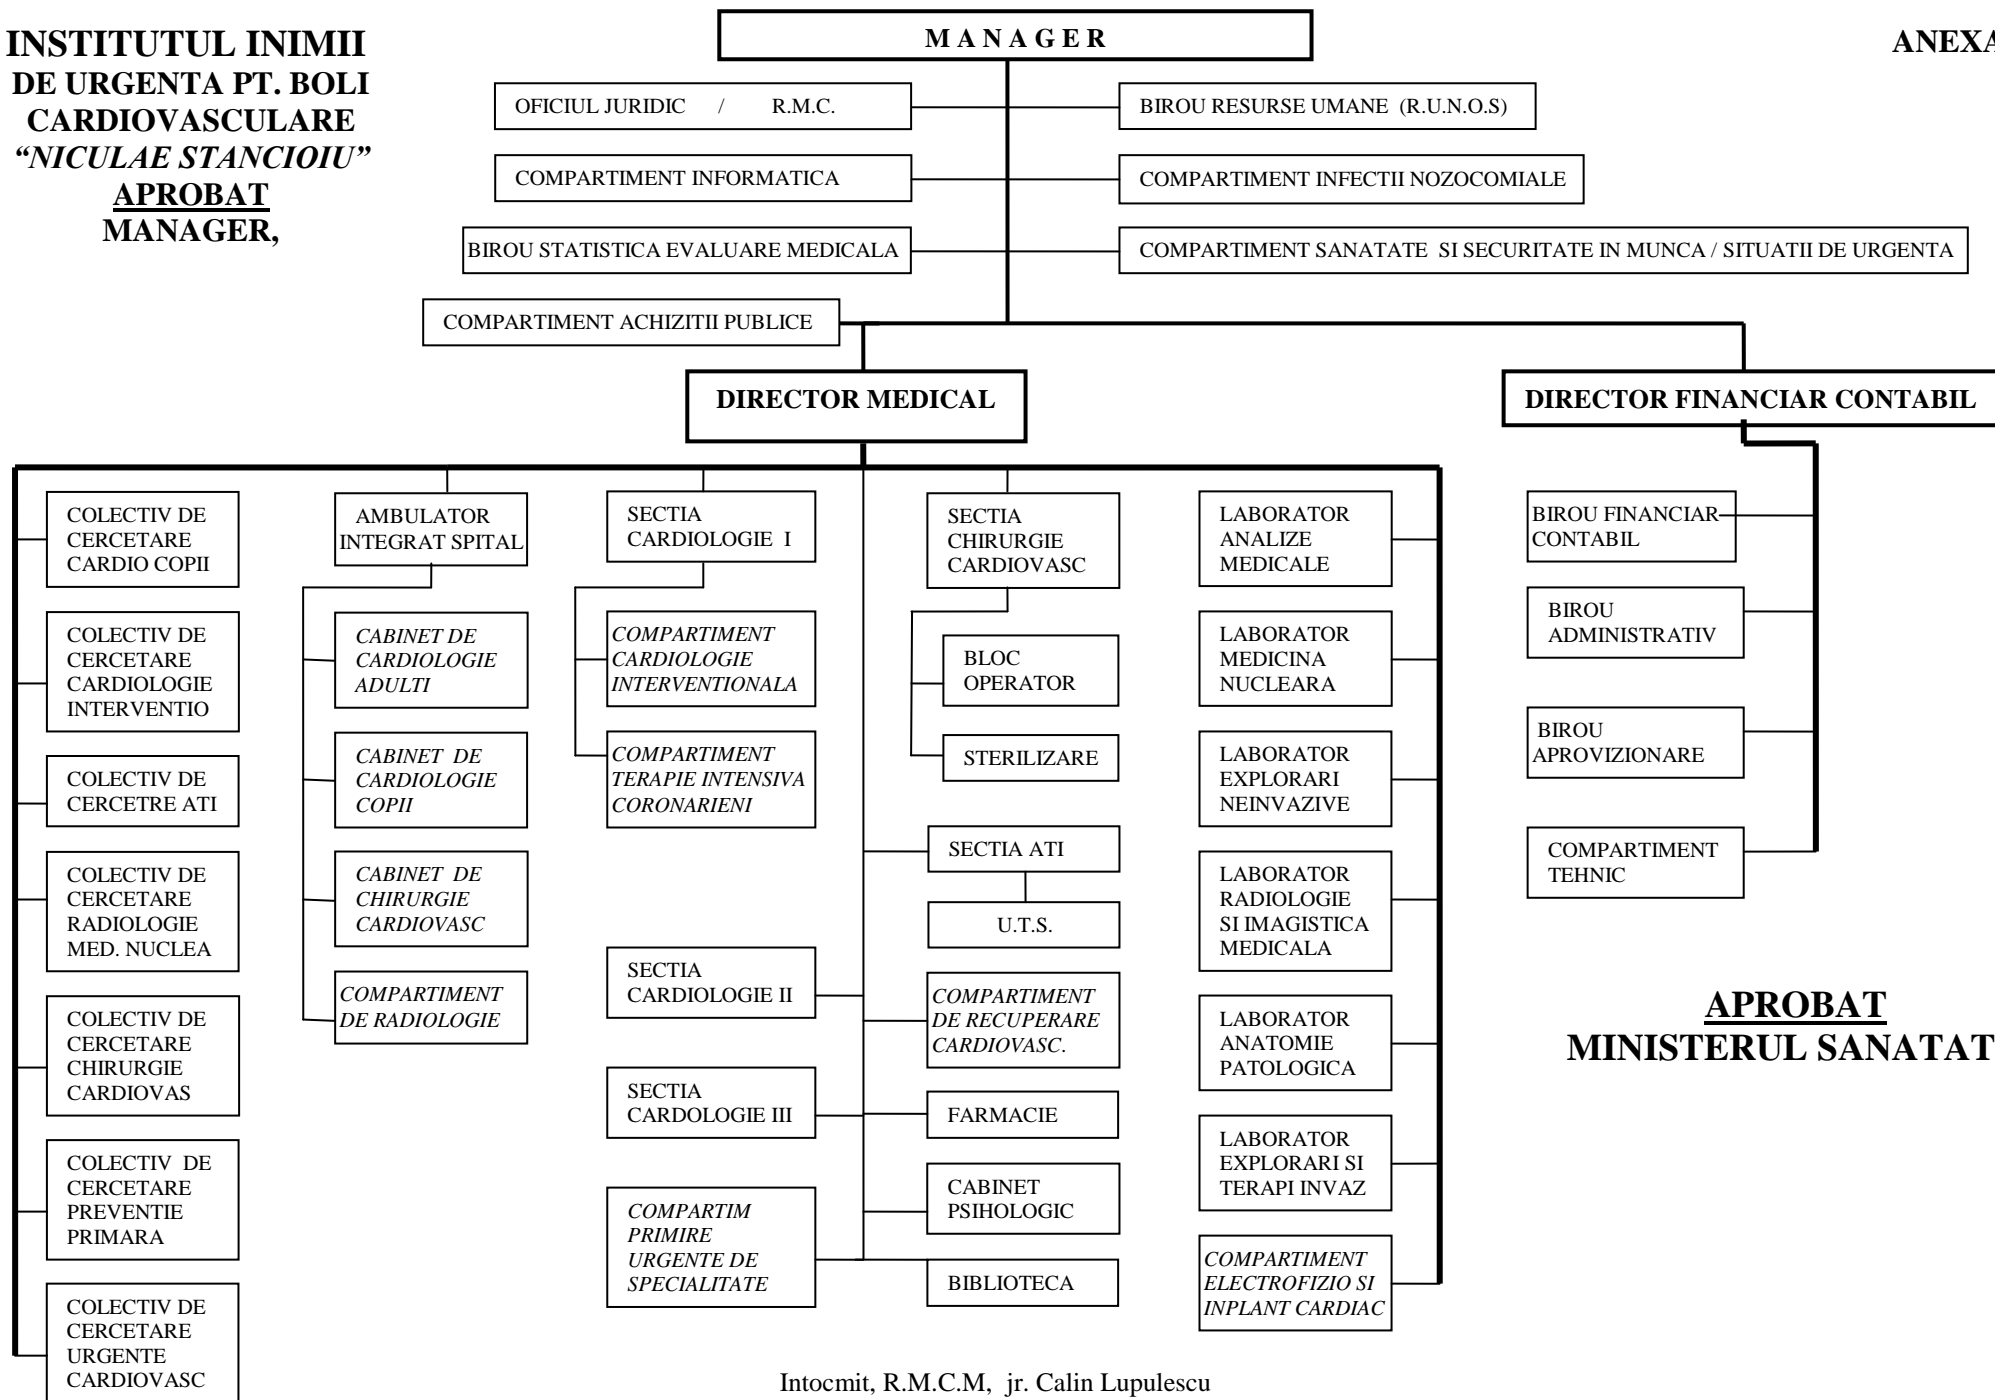 INSTITUTUL INIMII
DE URGENTA PT. BOLI
CARDIOVASCULARE
“NICULAE STANCIOIU”
APROBAT
MANAGER,
M A N A G E R
ANEXA
OFICIUL JURIDIC / R.M.C.
BIROU RESURSE UMANE (R.U.N.O.S)
COMPARTIMENT INFORMATICA
COMPARTIMENT INFECTII NOZOCOMIALE
BIROU STATISTICA EVALUARE MEDICALA
COMPARTIMENT SANATATE SI SECURITATE IN MUNCA / SITUATII DE URGENTA
COMPARTIMENT ACHIZITII PUBLICE
DIRECTOR MEDICAL
DIRECTOR FINANCIAR CONTABIL
COLECTIV DE
CERCETARE
CARDIO COPII
COLECTIV DE
CERCETARE
CARDIOLOGIE
INTERVENTIO
COLECTIV DE
CERCETRE ATI
COLECTIV DE
CERCETARE
RADIOLOGIE
MED. NUCLEA
COLECTIV DE
CERCETARE
CHIRURGIE
CARDIOVAS
COLECTIV DE
CERCETARE
PREVENTIE
PRIMARA
COLECTIV DE
CERCETARE
URGENTE
CARDIOVASC
AMBULATOR
INTEGRAT SPITAL
CABINET DE
CARDIOLOGIE
ADULTI
CABINET DE
CARDIOLOGIE
COPII
CABINET DE
CHIRURGIE
CARDIOVASC
COMPARTIMENT
DE RADIOLOGIE
SECTIA
CARDIOLOGIE I
COMPARTIMENT
CARDIOLOGIE
INTERVENTIONALA
COMPARTIMENT
TERAPIE INTENSIVA
CORONARIENI
SECTIA
CARDIOLOGIE II
SECTIA
CARDOLOGIE III
COMPARTIM
PRIMIRE
URGENTE DE
SPECIALITATE
SECTIA
CHIRURGIE
CARDIOVASC
BLOC
OPERATOR
STERILIZARE
SECTIA ATI
U.T.S.
COMPARTIMENT
DE RECUPERARE
CARDIOVASC.
FARMACIE
CABINET
PSIHOLOGIC
BIBLIOTECA
LABORATOR
ANALIZE
MEDICALE
LABORATOR
MEDICINA
NUCLEARA
LABORATOR
EXPLORARI
NEINVAZIVE
LABORATOR
RADIOLOGIE
SI IMAGISTICA
MEDICALA
LABORATOR
ANATOMIE
PATOLOGICA
LABORATOR
EXPLORARI SI
TERAPI INVAZ
COMPARTIMENT
ELECTROFIZIO SI
INPLANT CARDIAC
BIROU FINANCIAR
CONTABIL
BIROU
ADMINISTRATIV
BIROU
APROVIZIONARE
COMPARTIMENT
TEHNIC
APROBAT
MINISTERUL SANATAT
Intocmit, R.M.C.M, jr. Calin Lupulescu